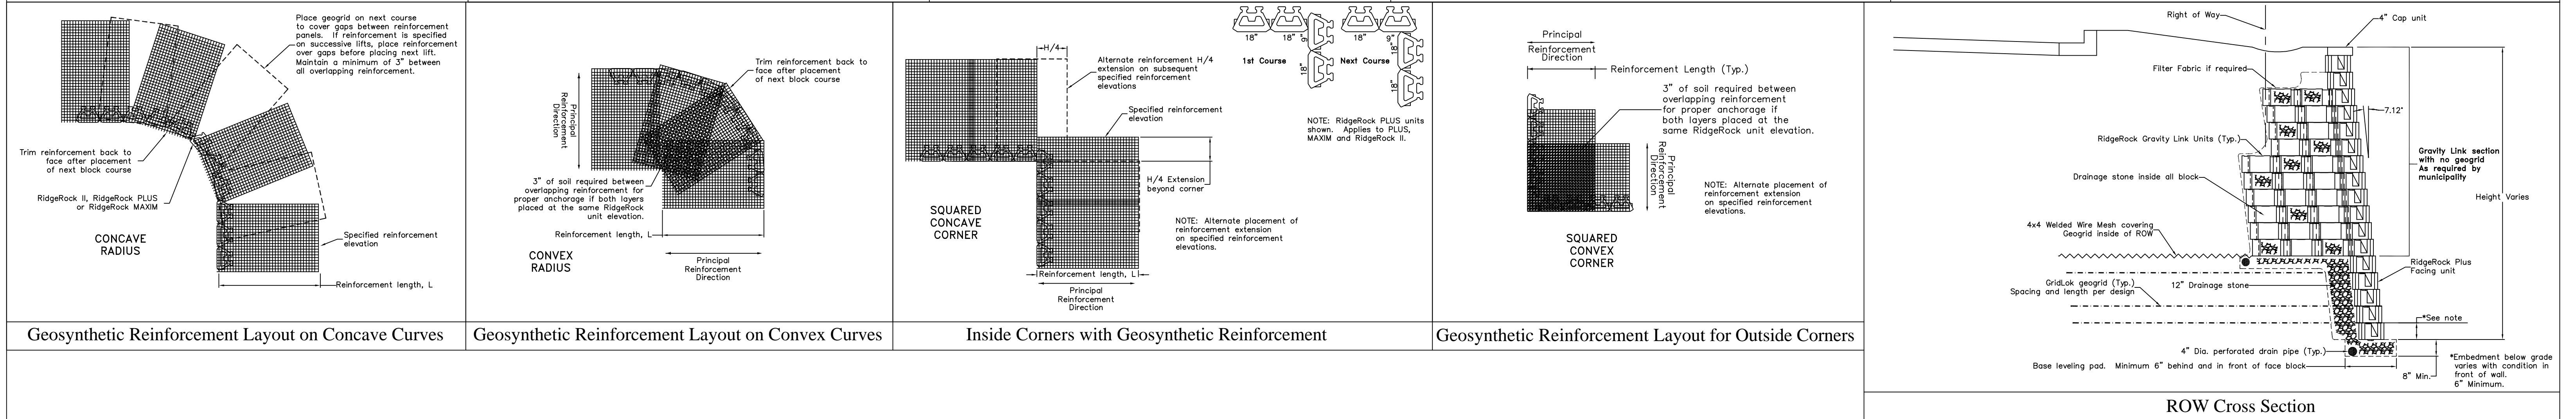 Place geogrid on next course
to cover gaps between reinforcement
panels. If reinforcement is specified
on successive lifts, place reinforcement
over gaps before placing next lift.
Maintain a minimum of 3" between
all overlapping reinforcement.
Trim reinforcement back to
face after placement
of next block course
RidgeRock II, RidgeRock PLUS
or RidgeRock MAXIM
CONCAVE
RADIUS
Specified reinforcement
elevation
Reinforcement length, L
Geosynthetic Reinforcement Layout on Concave Curves
Principal
Reinforcement
Direction
Trim reinforcement back to
face after placement
of next block course
3" of soil required between
overlapping reinforcement for
proper anchorage if both layers
placed at the same RidgeRock
unit elevation.
Reinforcement length, L
CONVEX
RADIUS
Principal
Reinforcement
Direction
Geosynthetic Reinforcement Layout on Convex Curves
H/4
Alternate reinforcement H/4
extension on subsequent
specified reinforcement
elevations
Specified reinforcement
elevation
H/4 Extension
beyond corner
SQUARED
CONCAVE
CORNER
NOTE: Alternate placement of
reinforcement extension
on specified reinforcement
elevations.
Reinforcement length, L
Principal
Reinforcement
Direction
18"
18"
9"
18"
1st Course
18"
9"
18"
18"
Next Course
NOTE: RidgeRock PLUS units
shown. Applies to PLUS,
MAXIM and RidgeRock II.
Inside Corners with Geosynthetic Reinforcement
Principal
Reinforcement
Direction
Reinforcement Length (Typ.)
3" of soil required between
overlapping reinforcement
for proper anchorage if
both layers placed at the
same RidgeRock unit elevation.
Principal
Reinforcement
Direction
NOTE: Alternate placement of
reinforcement extension
on specified reinforcement
elevations.
SQUARED
CONVEX
CORNER
Geosynthetic Reinforcement Layout for Outside Corners
Right of Way
4" Cap unit
Filter Fabric if required
7.12°
RidgeRock Gravity Link Units (Typ.)
Gravity Link section
with no geogrid
As required by
municipality
Drainage stone inside all block
Height Varies
4x4 Welded Wire Mesh covering
Geogrid inside of ROW
RidgeRock Plus
Facing unit
GridLok geogrid (Typ.)
Spacing and length per design
12" Drainage stone
*See note
4" Dia. perforated drain pipe (Typ.)
Base leveling pad. Minimum 6" behind and in front of face block
8" Min.
*Embedment below grade
varies with condition in
front of wall.
6" Minimum.
ROW Cross Section